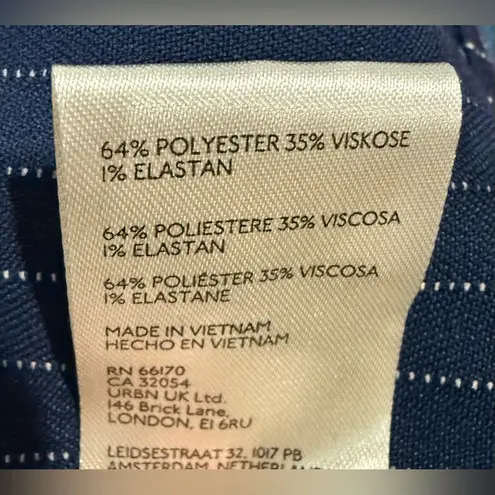 64% POLYESTER 35% VISKOSE
1% ELASTAN
64% POLIESTERE 35% VISCOSA
1% ELASTAN
64% POLIÉSTER 35% VISCOSA
1% ELASTANE
MADE IN VIETNAM
HECHO EN VIETNAM
RN 66170
CA 32054
URBN UK Ltd.
146 Brick Lane,
LONDON, E1 6RU
LEIDSESTRAAT 32, 1017 PB
AMSTERDAM, NETHERLAND